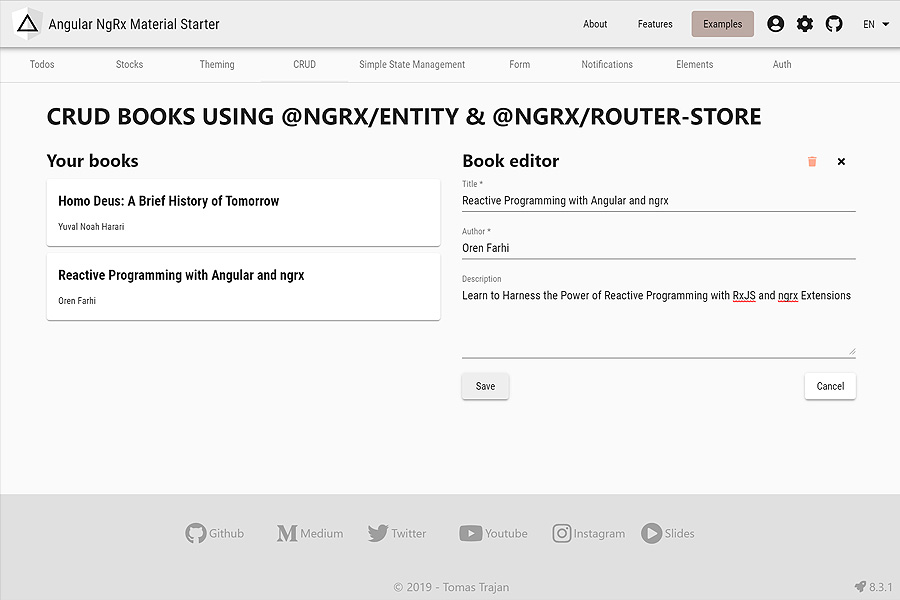 Angular NgRx Material Starter
About Features Examples EN
Todos Stocks Theming CRUD Simple State Management Form Notifications Elements Auth
CRUD BOOKS USING @NGRX/ENTITY & @NGRX/ROUTER-STORE
Your books
Homo Deus: A Brief History of Tomorrow
Yuval Noah Harari
Reactive Programming with Angular and ngrx
Oren Farhi
Book editor
Title *
Reactive Programming with Angular and ngrx
Author *
Oren Farhi
Description
Learn to Harness the Power of Reactive Programming with RxJS and ngrx Extensions
Save Cancel
Github Medium Twitter Youtube Instagram Slides
© 2019 - Tomas Trajan
8.3.1